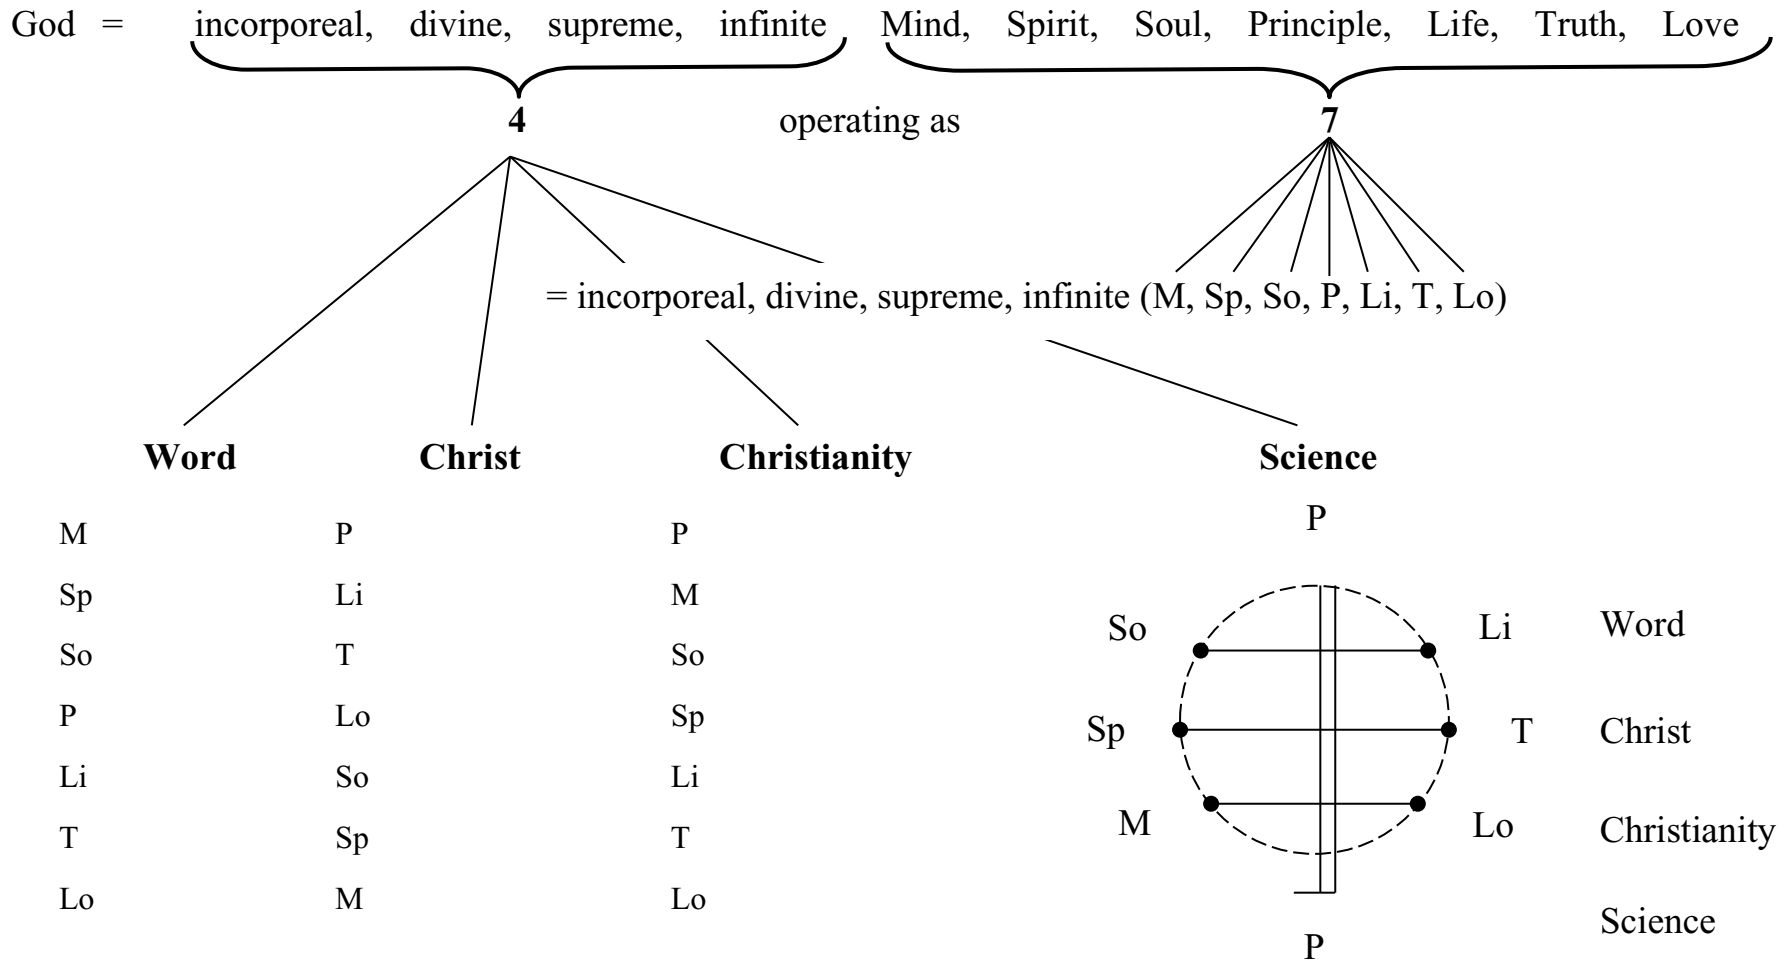 God = incorporeal, divine, supreme, infinite Mind, Spirit, Soul, Principle, Life, Truth, Love
4 operating as 7
= incorporeal, divine, supreme, infinite (M, Sp, So, P, Li, T, Lo)
Word Christ Christianity Science
P
M P P
Sp Li M
So Li Word
So T So
P Lo Sp
Sp T Christ
Li So Li
M Lo Christianity
T Sp T
Lo M Lo
Science
P